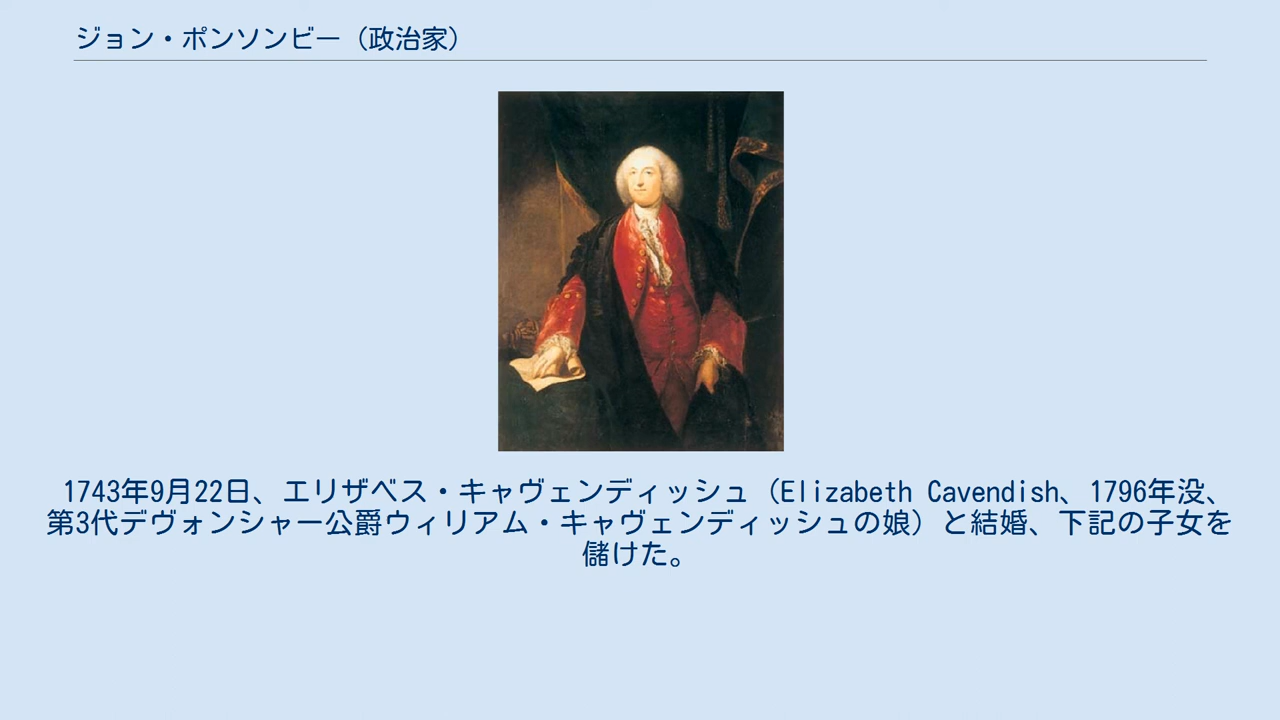 ジョン・ポンソンビー（政治家）
1743年9月22日、エリザベス・キャヴェンディッシュ（Elizabeth Cavendish、1796年没、
第3代デヴォンシャー公爵ウィリアム・キャヴェンディッシュの娘）と結婚、下記の子女を
儲けた。